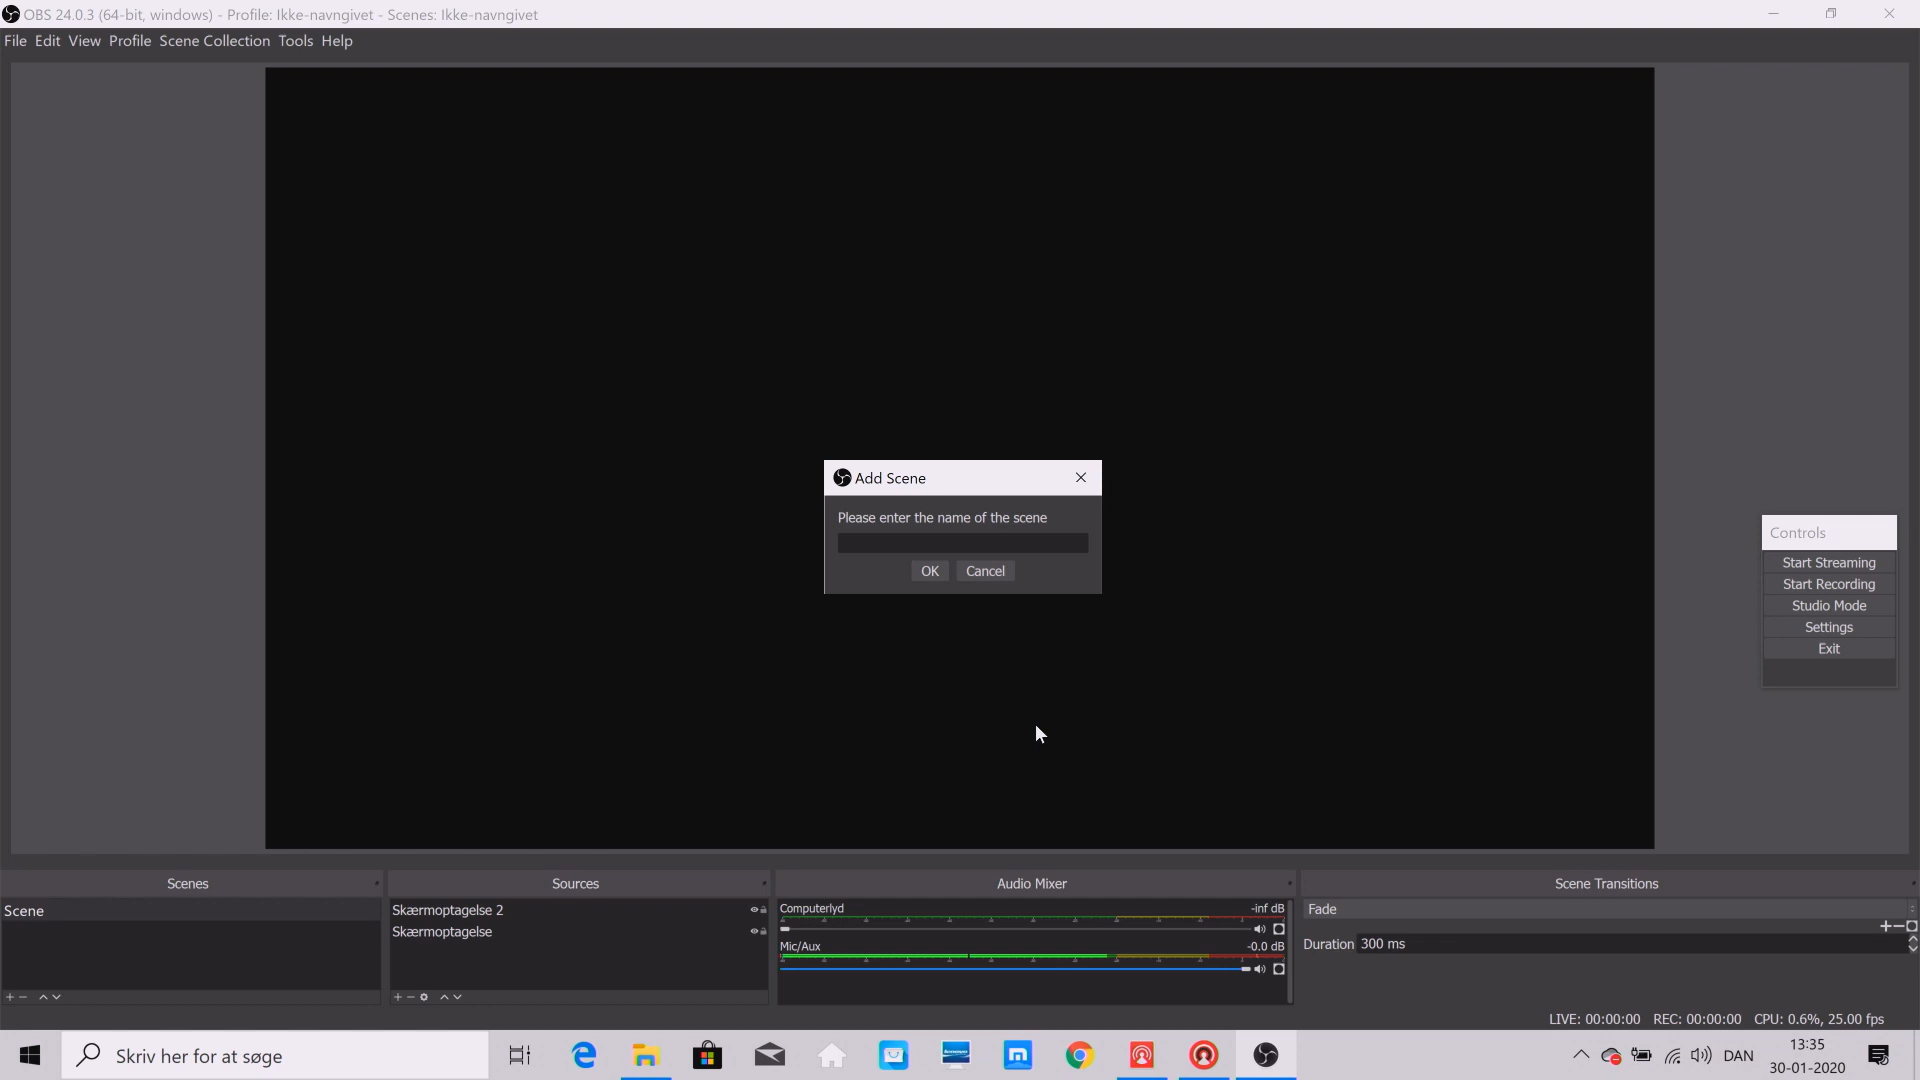 OBS 24.0.3 (64-bit, windows) - Profile: Ikke-navngivet - Scenes: Ikke-navngivet
File Edit View Profile Scene Collection Tools Help
Add Scene
Please enter the name of the scene
OK Cancel
Controls
Start Streaming
Start Recording
Studio Mode
Settings
Exit
Scenes
Scene
Sources
Skærmoptagelse 2
Skærmoptagelse
Audio Mixer
Computerlyd -inf dB
Mic/Aux -0.0 dB
Scene Transitions
Fade
Duration 300 ms
LIVE: 00:00:00 REC: 00:00:00 CPU: 0.6%, 25.00 fps
Skriv her for at søge
DAN
13:35
30-01-2020